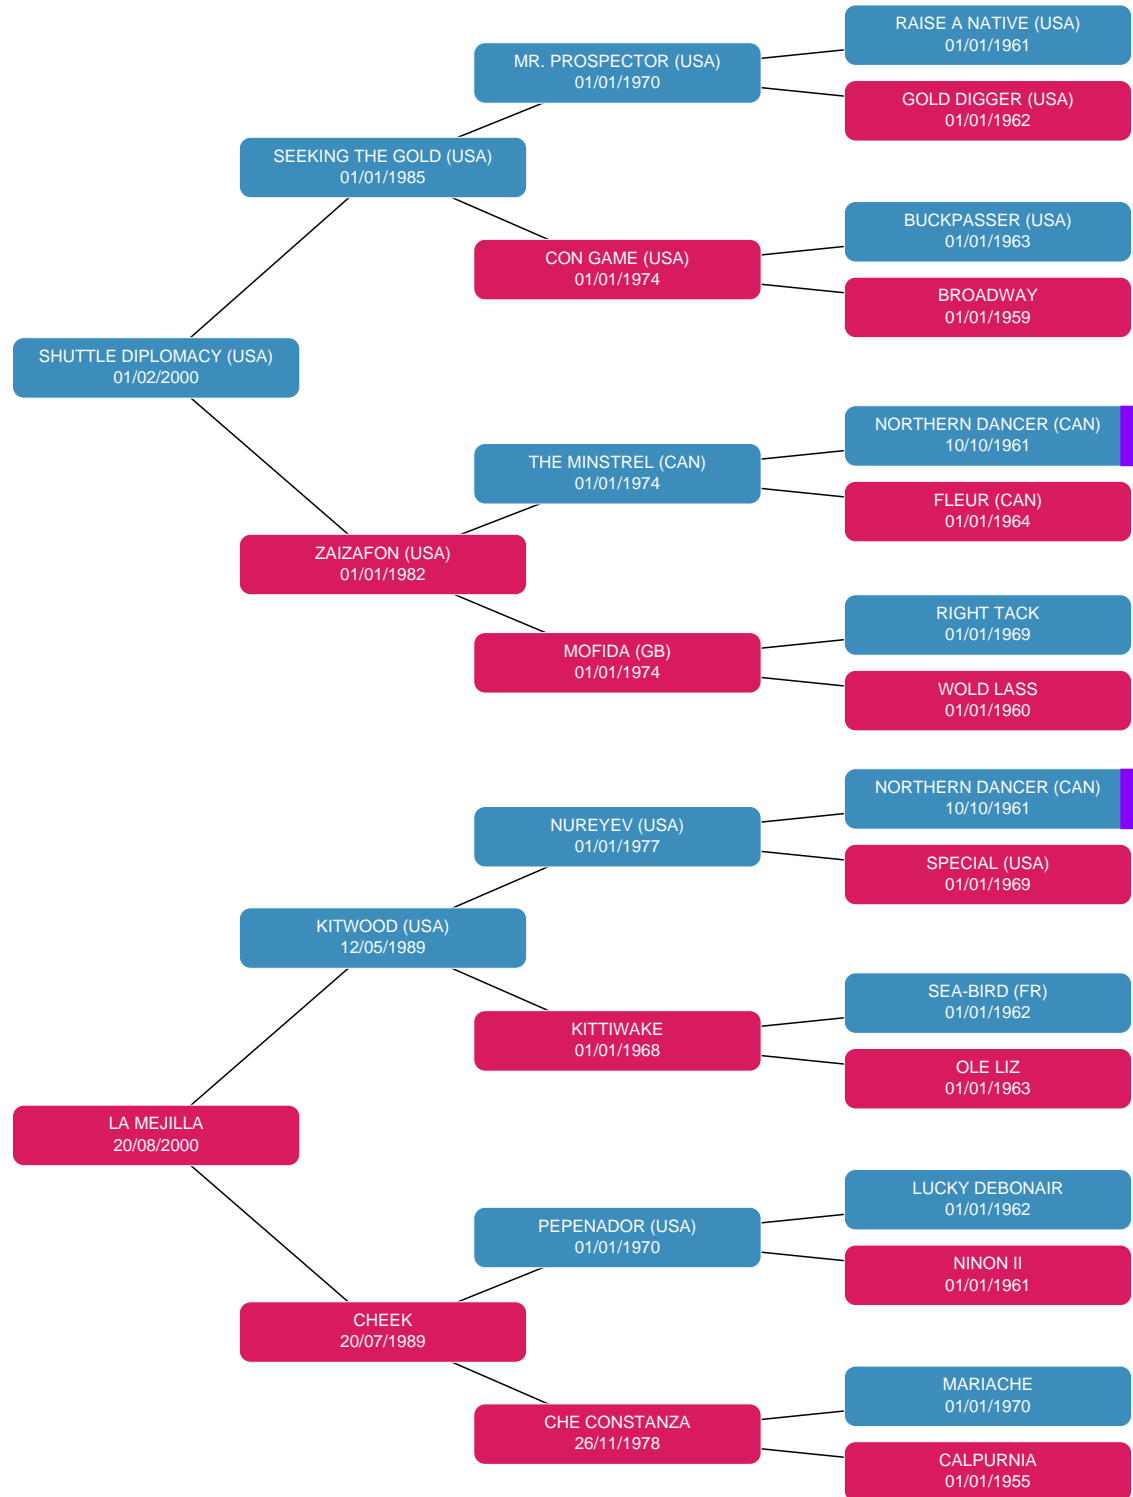 RAISE A NATIVE (USA)
01/01/1961
MR. PROSPECTOR (USA)
01/01/1970
GOLD DIGGER (USA)
01/01/1962
SEEKING THE GOLD (USA)
01/01/1985
BUCKPASSER (USA)
01/01/1963
CON GAME (USA)
01/01/1974
BROADWAY
01/01/1959
SHUTTLE DIPLOMACY (USA)
01/02/2000
NORTHERN DANCER (CAN)
10/10/1961
THE MINSTREL (CAN)
01/01/1974
FLEUR (CAN)
01/01/1964
ZAIZAFON (USA)
01/01/1982
RIGHT TACK
01/01/1969
MOFIDA (GB)
01/01/1974
WOLD LASS
01/01/1960
NORTHERN DANCER (CAN)
10/10/1961
NUREYEV (USA)
01/01/1977
SPECIAL (USA)
01/01/1969
KITWOOD (USA)
12/05/1989
SEA-BIRD (FR)
01/01/1962
KITTIWAKE
01/01/1968
OLE LIZ
01/01/1963
LA MEJILLA
20/08/2000
LUCKY DEBONAIR
01/01/1962
PEPENADOR (USA)
01/01/1970
NINON II
01/01/1961
CHEEK
20/07/1989
MARIACHE
01/01/1970
CHE CONSTANZA
26/11/1978
CALPURNIA
01/01/1955